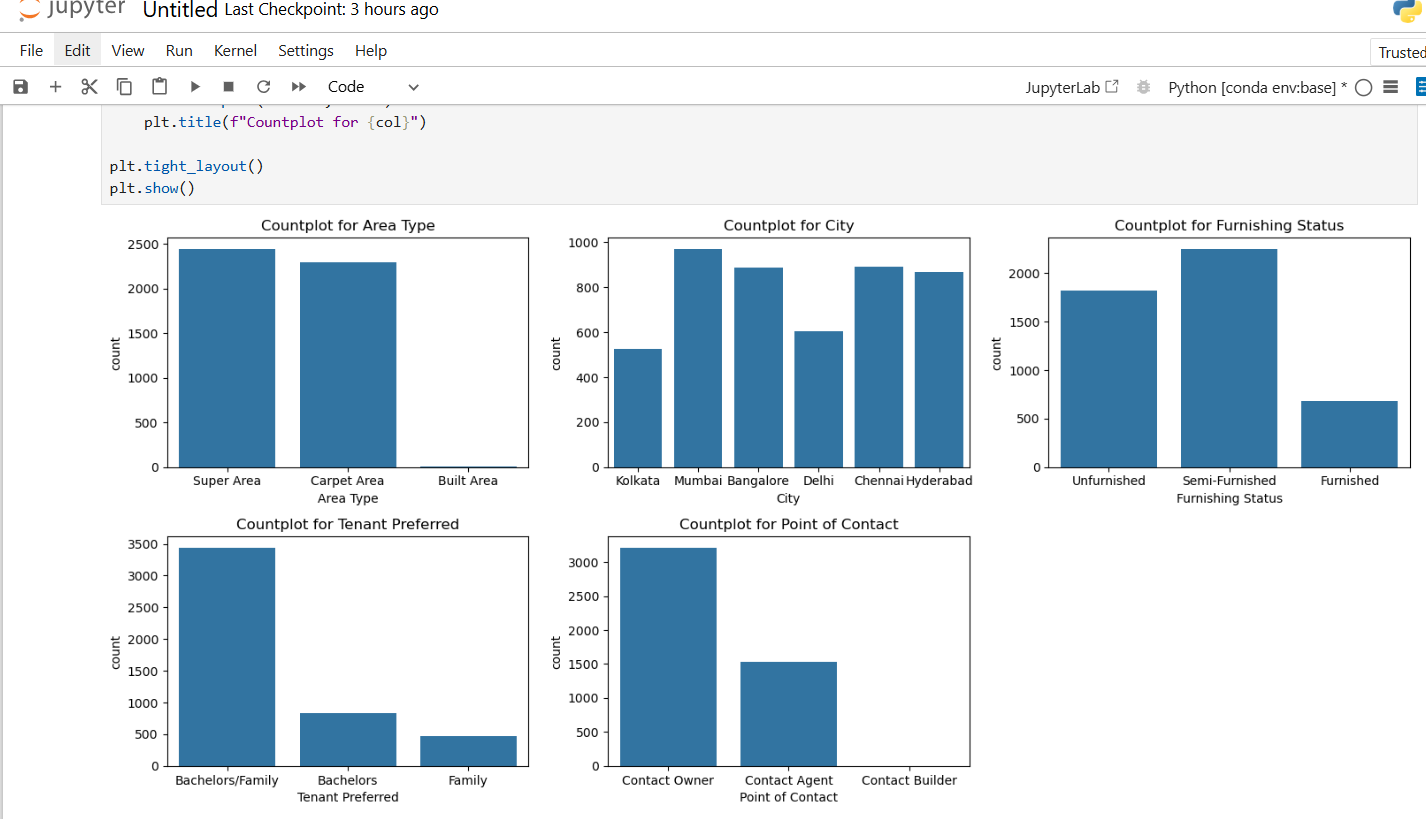 jupyter Untitled Last Checkpoint: 3 hours ago
File Edit View Run Kernel Settings Help
Trusted
Code JupyterLab Python [conda env:base] *
plt.title(f"Countplot for {col}")
plt.tight_layout()
plt.show()
Countplot for Area Type
count
2500
2000
1500
1000
500
0
Super Area Carpet Area Built Area
Area Type
Countplot for City
count
1000
800
600
400
200
0
Kolkata Mumbai Bangalore Delhi Chennai Hyderabad
City
Countplot for Furnishing Status
count
2000
1500
1000
500
0
Unfurnished Semi-Furnished Furnished
Furnishing Status
Countplot for Tenant Preferred
count
3500
3000
2500
2000
1500
1000
500
0
Bachelors/Family Bachelors Family
Tenant Preferred
Countplot for Point of Contact
count
3000
2500
2000
1500
1000
500
0
Contact Owner Contact Agent Contact Builder
Point of Contact